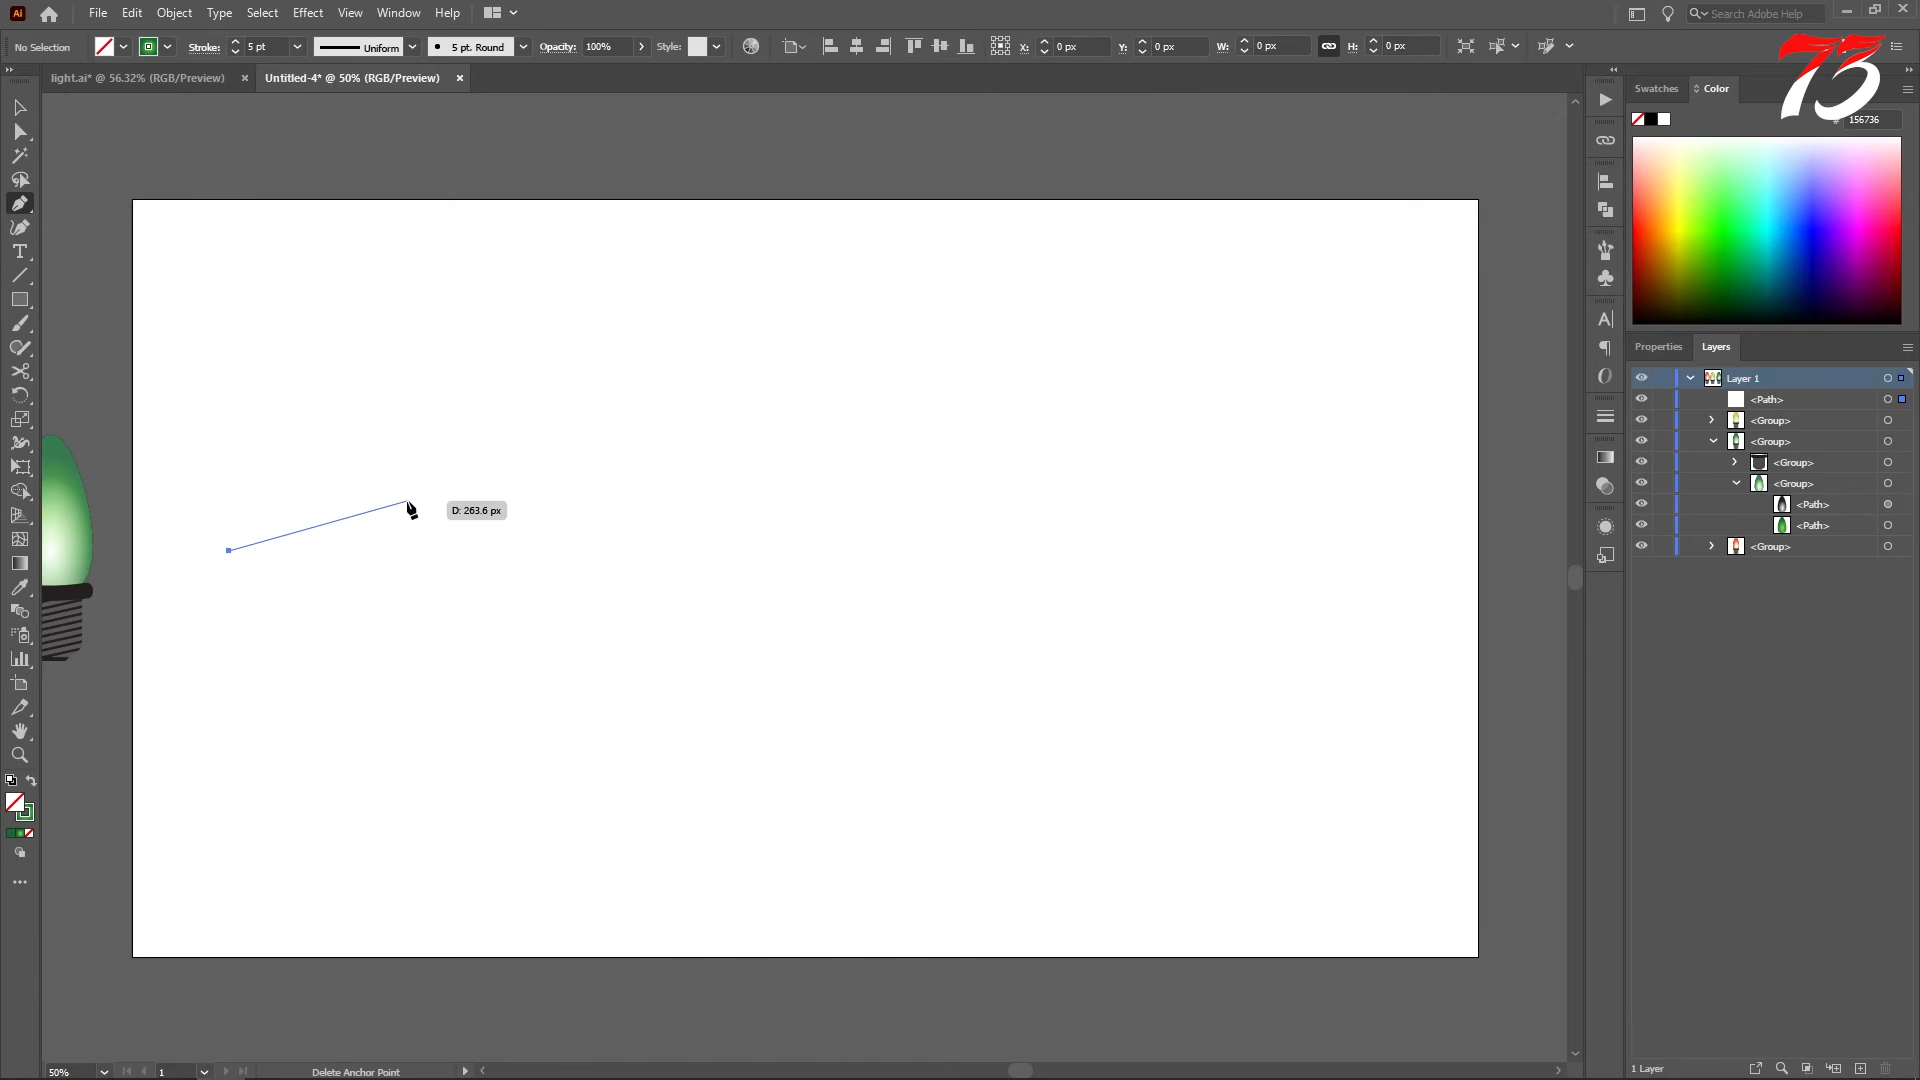 Ai File Edit Object Type Select Effect View Window Help Search Adobe Help
No Selection Stroke: 5 pt Uniform 5 pt. Round Opacity: 100% Style: X: 0 px Y: 0 px W: 0 px H: 0 px
light.ai* @ 56.32% (RGB/Preview) × Untitled-4* @ 50% (RGB/Preview) ×
73
Swatches Color
# 156736
Properties Layers
Layer 1
<Path>
<Group>
<Group>
<Group>
<Group>
<Path>
<Path>
<Group>
D: 263.6 px
50% 1 Delete Anchor Point 1 Layer